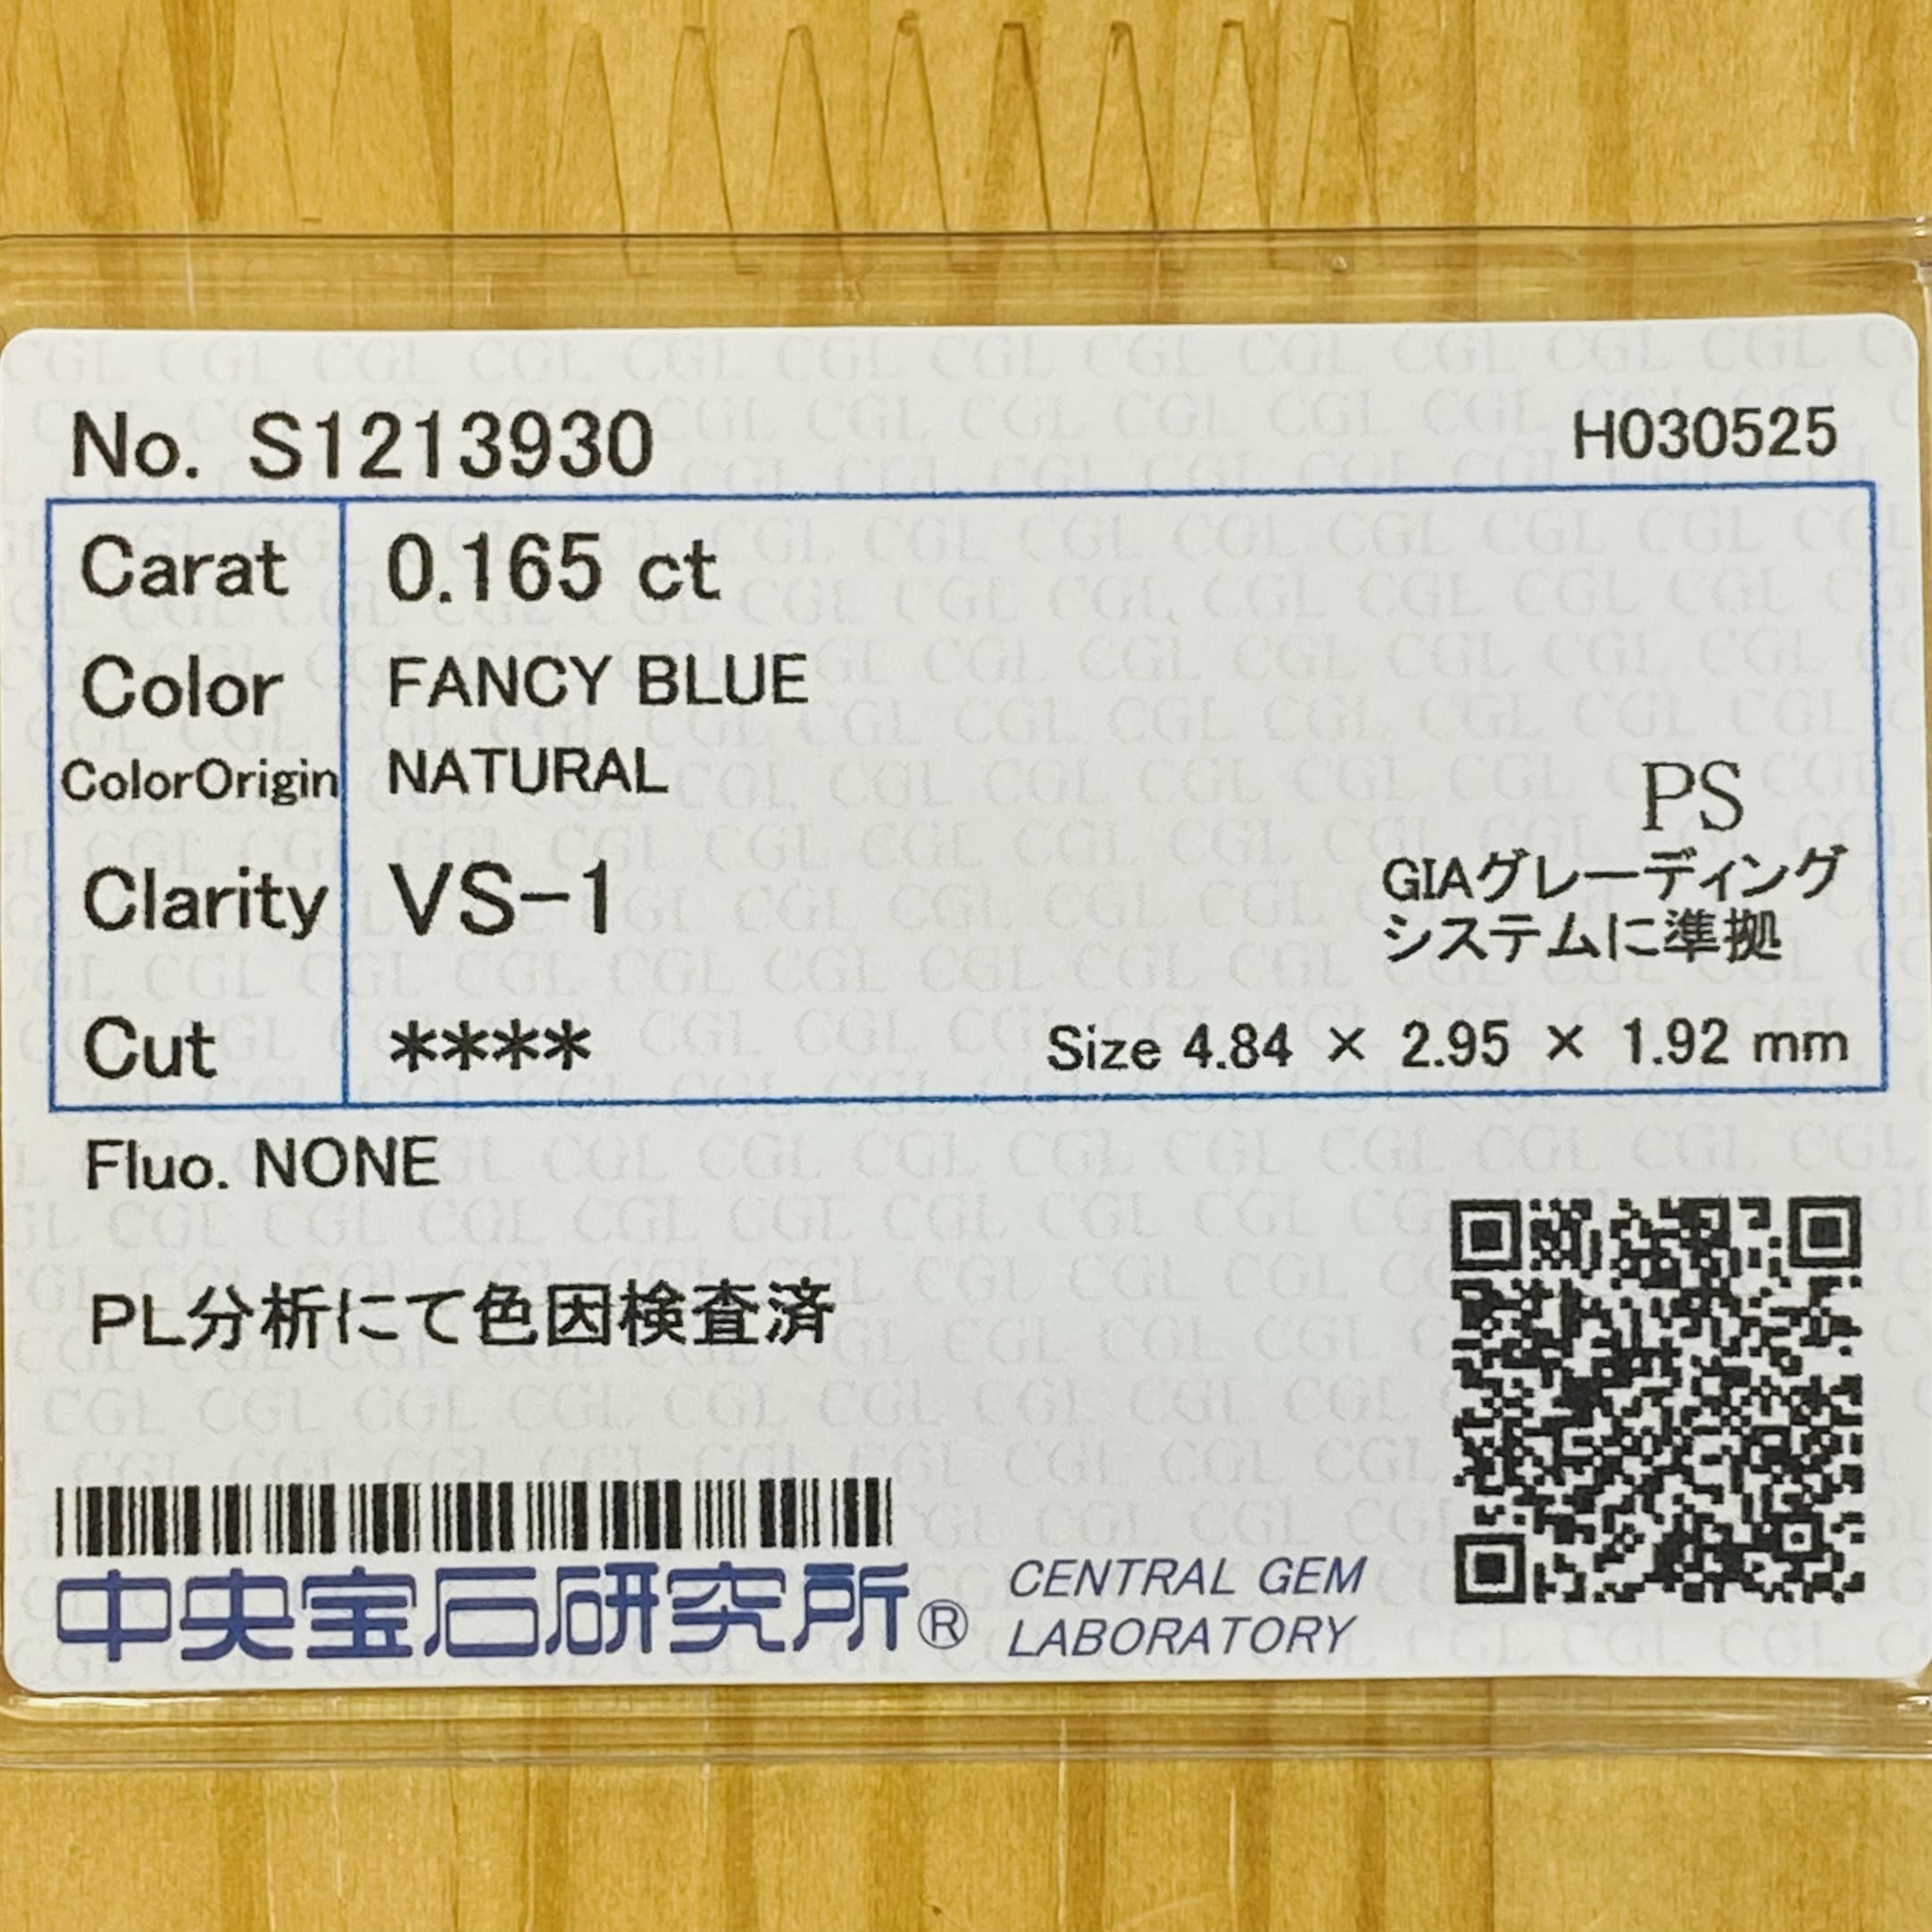 No. S1213930
H030525
Carat 0.165 ct
Color FANCY BLUE
ColorOrigin NATURAL
PS
Clarity VS-1
GIAグレーディング
システムに準拠
Cut ****
Size 4.84 × 2.95 × 1.92 mm
Fluo. NONE
PL分析にて色因検査済
中央宝石研究所®
CENTRAL GEM
LABORATORY